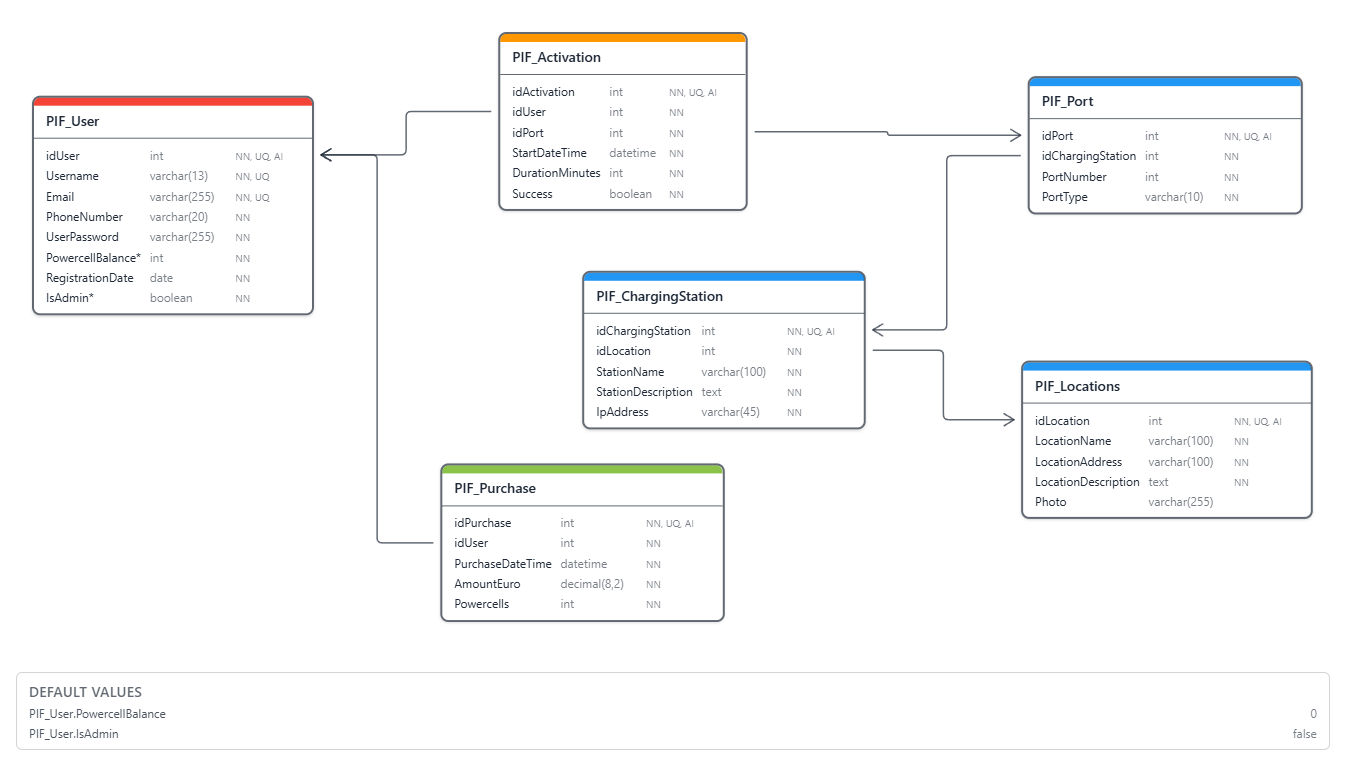 PIF_User
idUser int NN, UQ, AI
Username varchar(13) NN, UQ
Email varchar(255) NN, UQ
PhoneNumber varchar(20) NN
UserPassword varchar(255) NN
PowercellBalance* int NN
RegistrationDate date NN
IsAdmin* boolean NN
PIF_Activation
idActivation int NN, UQ, AI
idUser int NN
idPort int NN
StartDateTime datetime NN
DurationMinutes int NN
Success boolean NN
PIF_Port
idPort int NN, UQ, AI
idChargingStation int NN
PortNumber int NN
PortType varchar(10) NN
PIF_ChargingStation
idChargingStation int NN, UQ, AI
idLocation int NN
StationName varchar(100) NN
StationDescription text NN
IpAddress varchar(45) NN
PIF_Locations
idLocation int NN, UQ, AI
LocationName varchar(100) NN
LocationAddress varchar(100) NN
LocationDescription text NN
Photo varchar(255)
PIF_Purchase
idPurchase int NN, UQ, AI
idUser int NN
PurchaseDateTime datetime NN
AmountEuro decimal(8,2) NN
Powercells int NN
DEFAULT VALUES
PIF_User.PowercellBalance 0
PIF_User.IsAdmin false